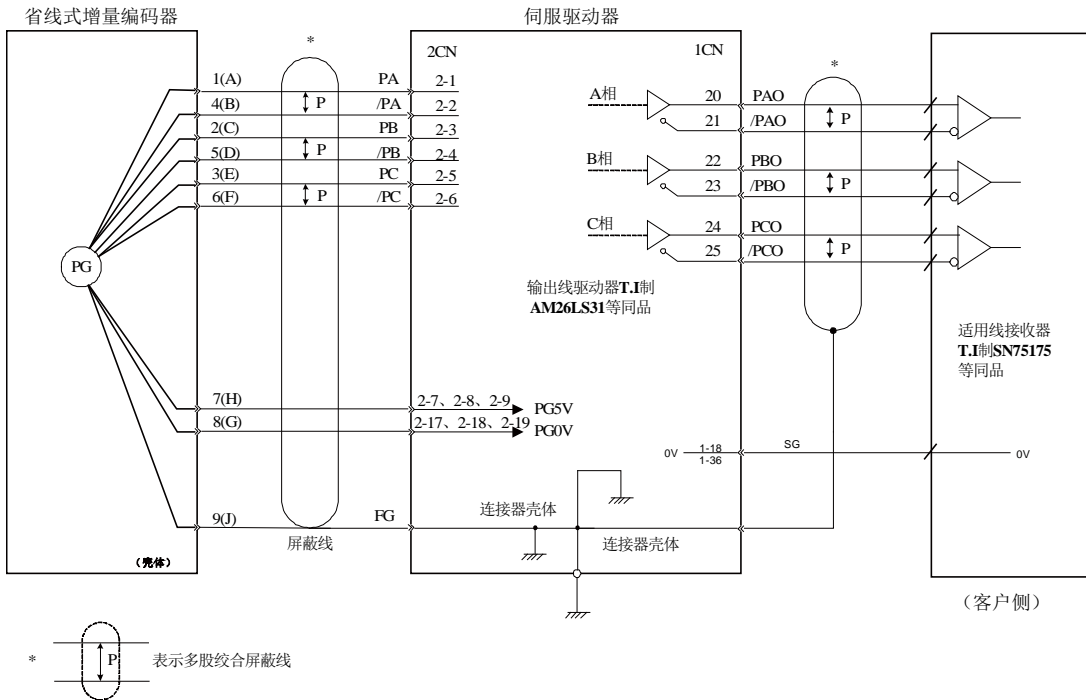 省线式增量编码器
伺服驱动器
* 2CN 1CN *
1(A) PA 2-1
4(B) P /PA 2-2
2(C) PB 2-3
5(D) P /PB 2-4
3(E) PC 2-5
6(F) P /PC 2-6
PG
A相 20 PAO
21 /PAO P
B相 22 PBO
23 /PBO P
C相 24 PCO
25 /PCO P
输出线驱动器T.I制
AM26LS31等同品
适用线接收器
T.I制SN75175
等同品
7(H) 2-7、2-8、2-9 PG5V
8(G) 2-17、2-18、2-19 PG0V
0V 1-18 SG 0V
1-36
9(J) FG 连接器壳体
屏蔽线 连接器壳体
(壳体)
(客户侧)
* P 表示多股绞合屏蔽线